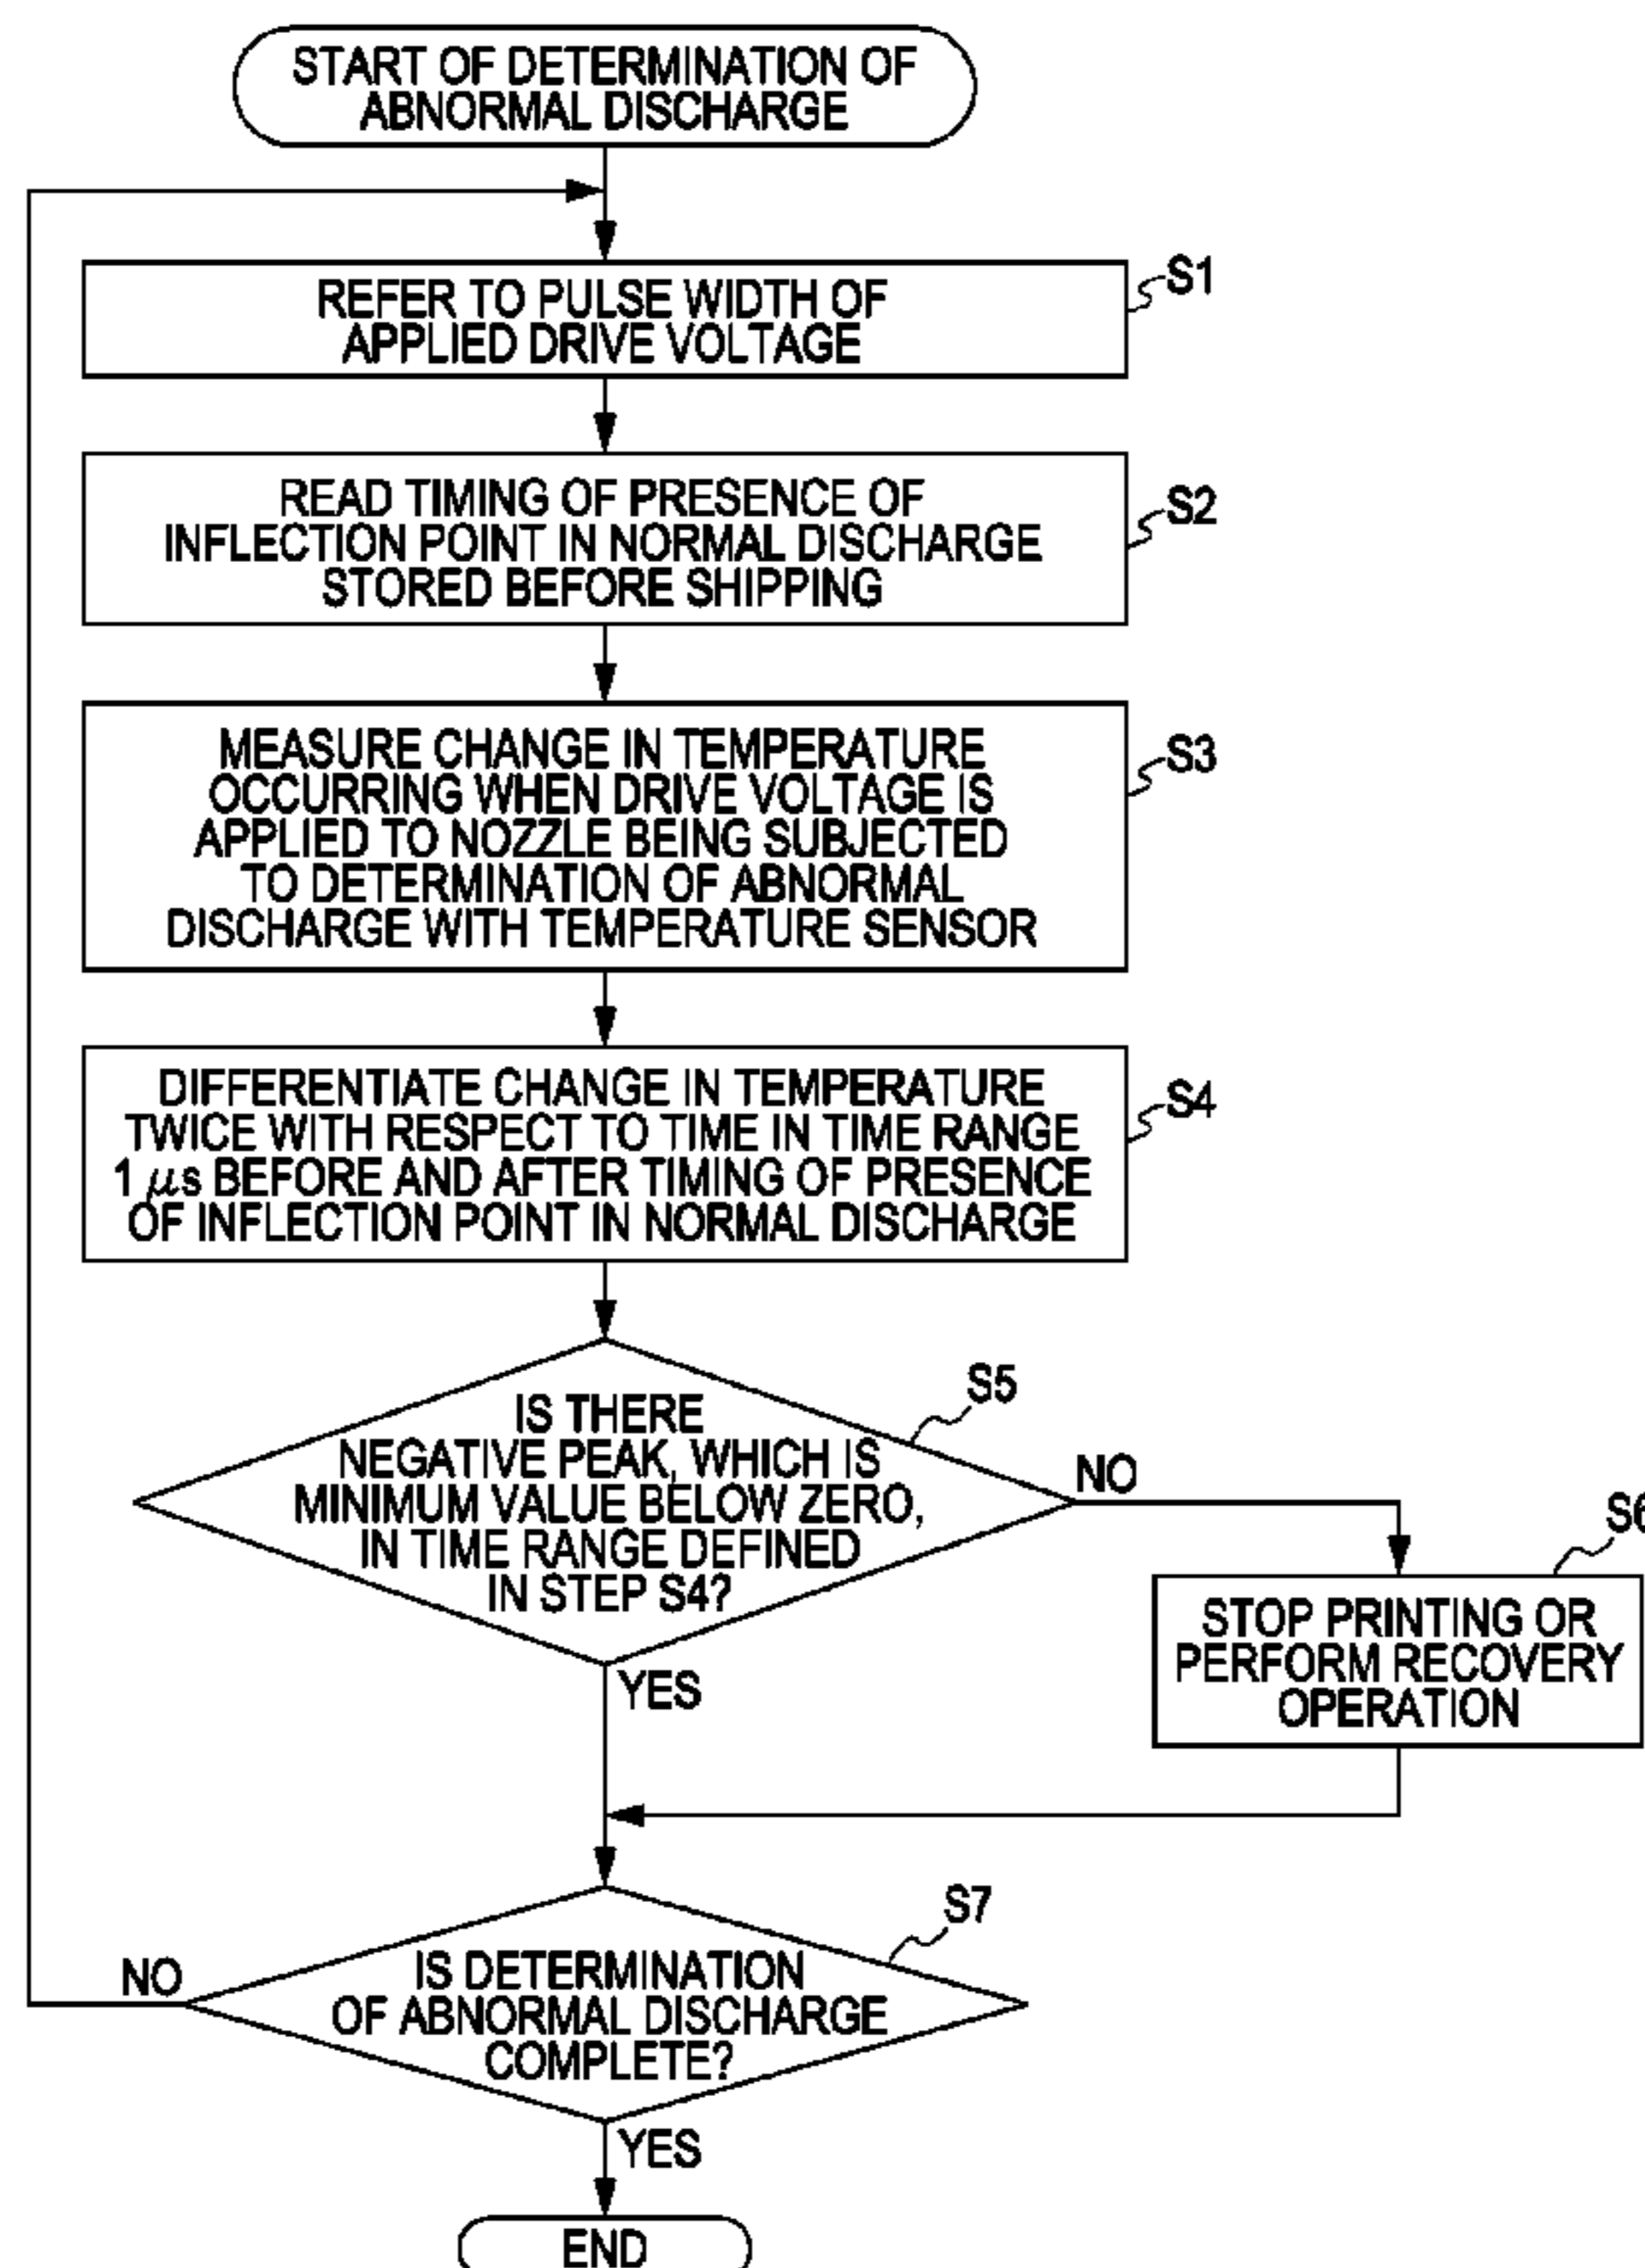 START OF DETERMINATION OF
ABNORMAL DISCHARGE
REFER TO PULSE WIDTH OF
APPLIED DRIVE VOLTAGE
S1
READ TIMING OF PRESENCE OF
INFLECTION POINT IN NORMAL DISCHARGE
STORED BEFORE SHIPPING
S2
MEASURE CHANGE IN TEMPERATURE
OCCURRING WHEN DRIVE VOLTAGE IS
APPLIED TO NOZZLE BEING SUBJECTED
TO DETERMINATION OF ABNORMAL
DISCHARGE WITH TEMPERATURE SENSOR
S3
DIFFERENTIATE CHANGE IN TEMPERATURE
TWICE WITH RESPECT TO TIME IN TIME RANGE
1 μs BEFORE AND AFTER TIMING OF PRESENCE
OF INFLECTION POINT IN NORMAL DISCHARGE
S4
IS THERE
NEGATIVE PEAK, WHICH IS
MINIMUM VALUE BELOW ZERO,
IN TIME RANGE DEFINED
IN STEP S4?
S5
NO
YES
S6
STOP PRINTING OR
PERFORM RECOVERY
OPERATION
IS DETERMINATION
OF ABNORMAL DISCHARGE
COMPLETE?
S7
NO
YES
END